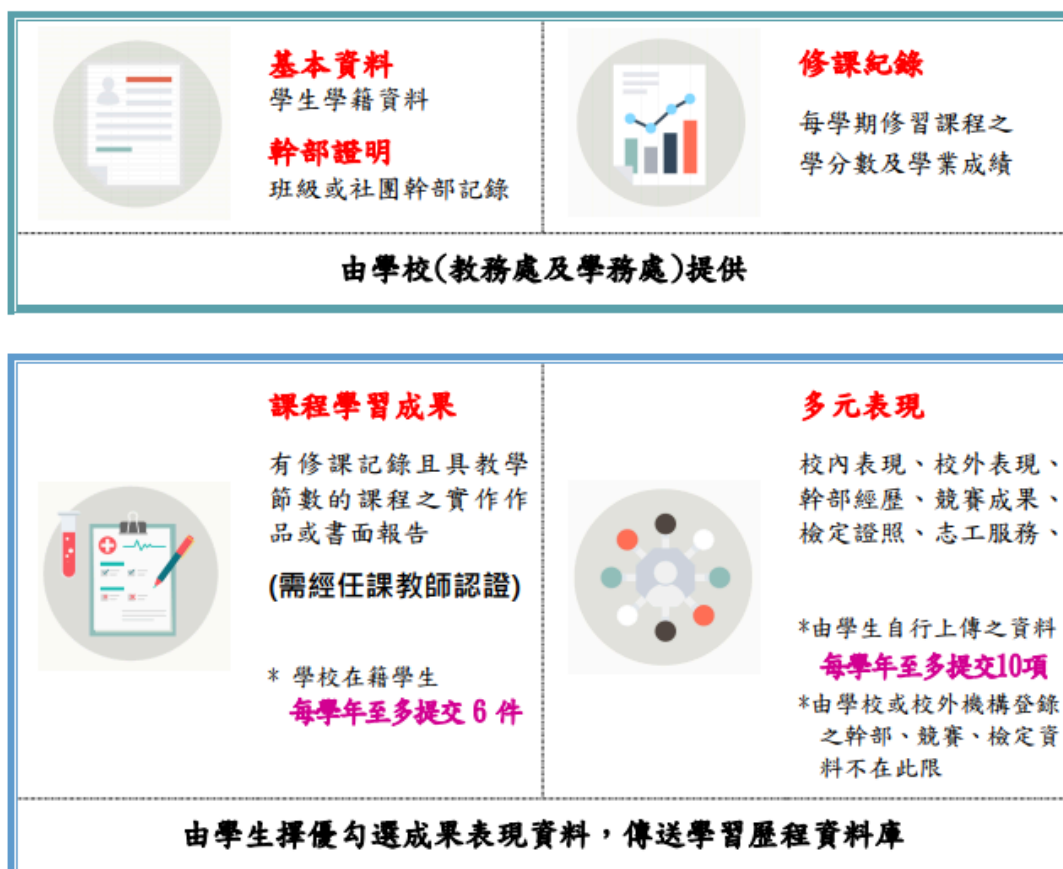 基本資料
學生學籍資料
幹部證明
班級或社團幹部記錄
修課紀錄
每學期修習課程之
學分數及學業成績
由學校(教務處及學務處)提供
課程學習成果
有修課記錄且具教學
節數的課程之實作作
品或書面報告
(需經任課教師認證)
* 學校在籍學生
每學年至多提交 6 件
多元表現
校內表現、校外表現、
幹部經歷、競賽成果、
檢定證照、志工服務、
*由學生自行上傳之資料
每學年至多提交10項
*由學校或校外機構登錄
之幹部、競賽、檢定資
料不在此限
由學生擇優勾選成果表現資料，傳送學習歷程資料庫